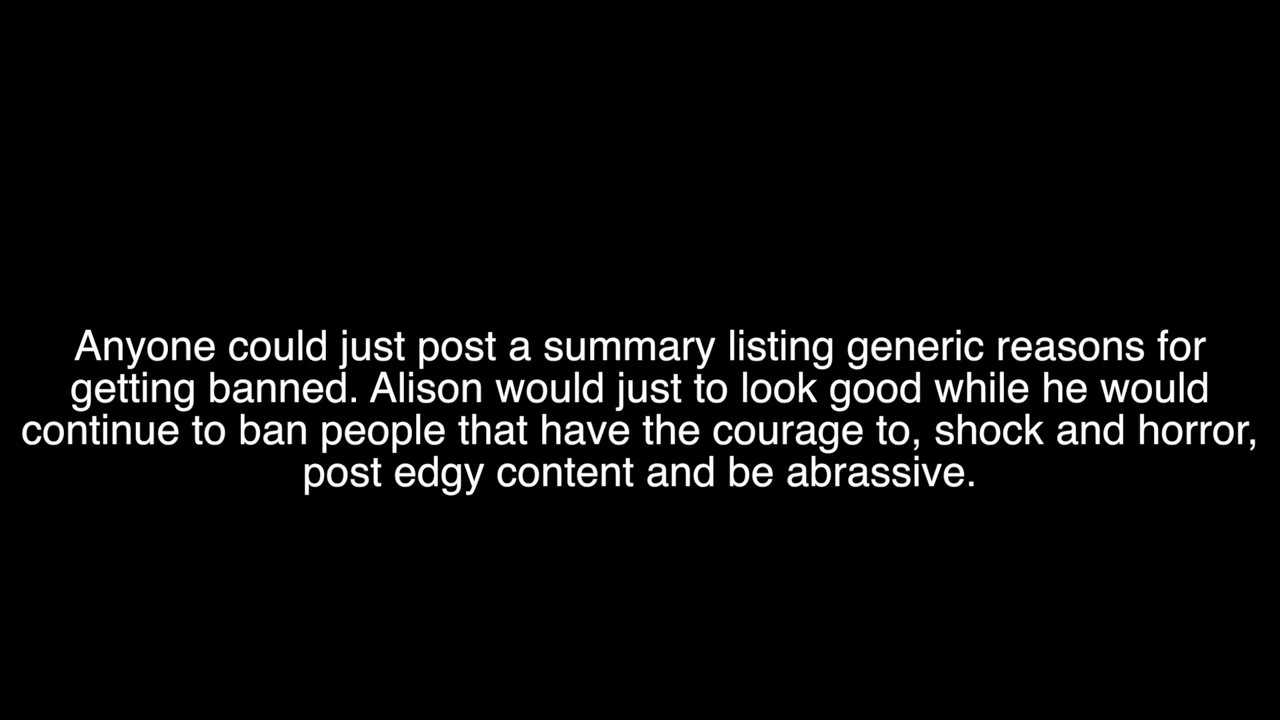 Anyone could just post a summary listing generic reasons for
getting banned. Alison would just to look good while he would
continue to ban people that have the courage to, shock and horror,
post edgy content and be abrassive.